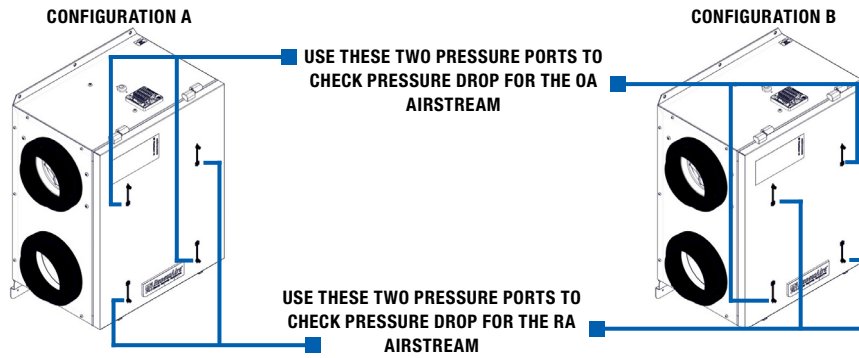 CONFIGURATION A
CONFIGURATION B
USE THESE TWO PRESSURE PORTS TO
CHECK PRESSURE DROP FOR THE OA
AIRSTREAM
USE THESE TWO PRESSURE PORTS TO
CHECK PRESSURE DROP FOR THE RA
AIRSTREAM